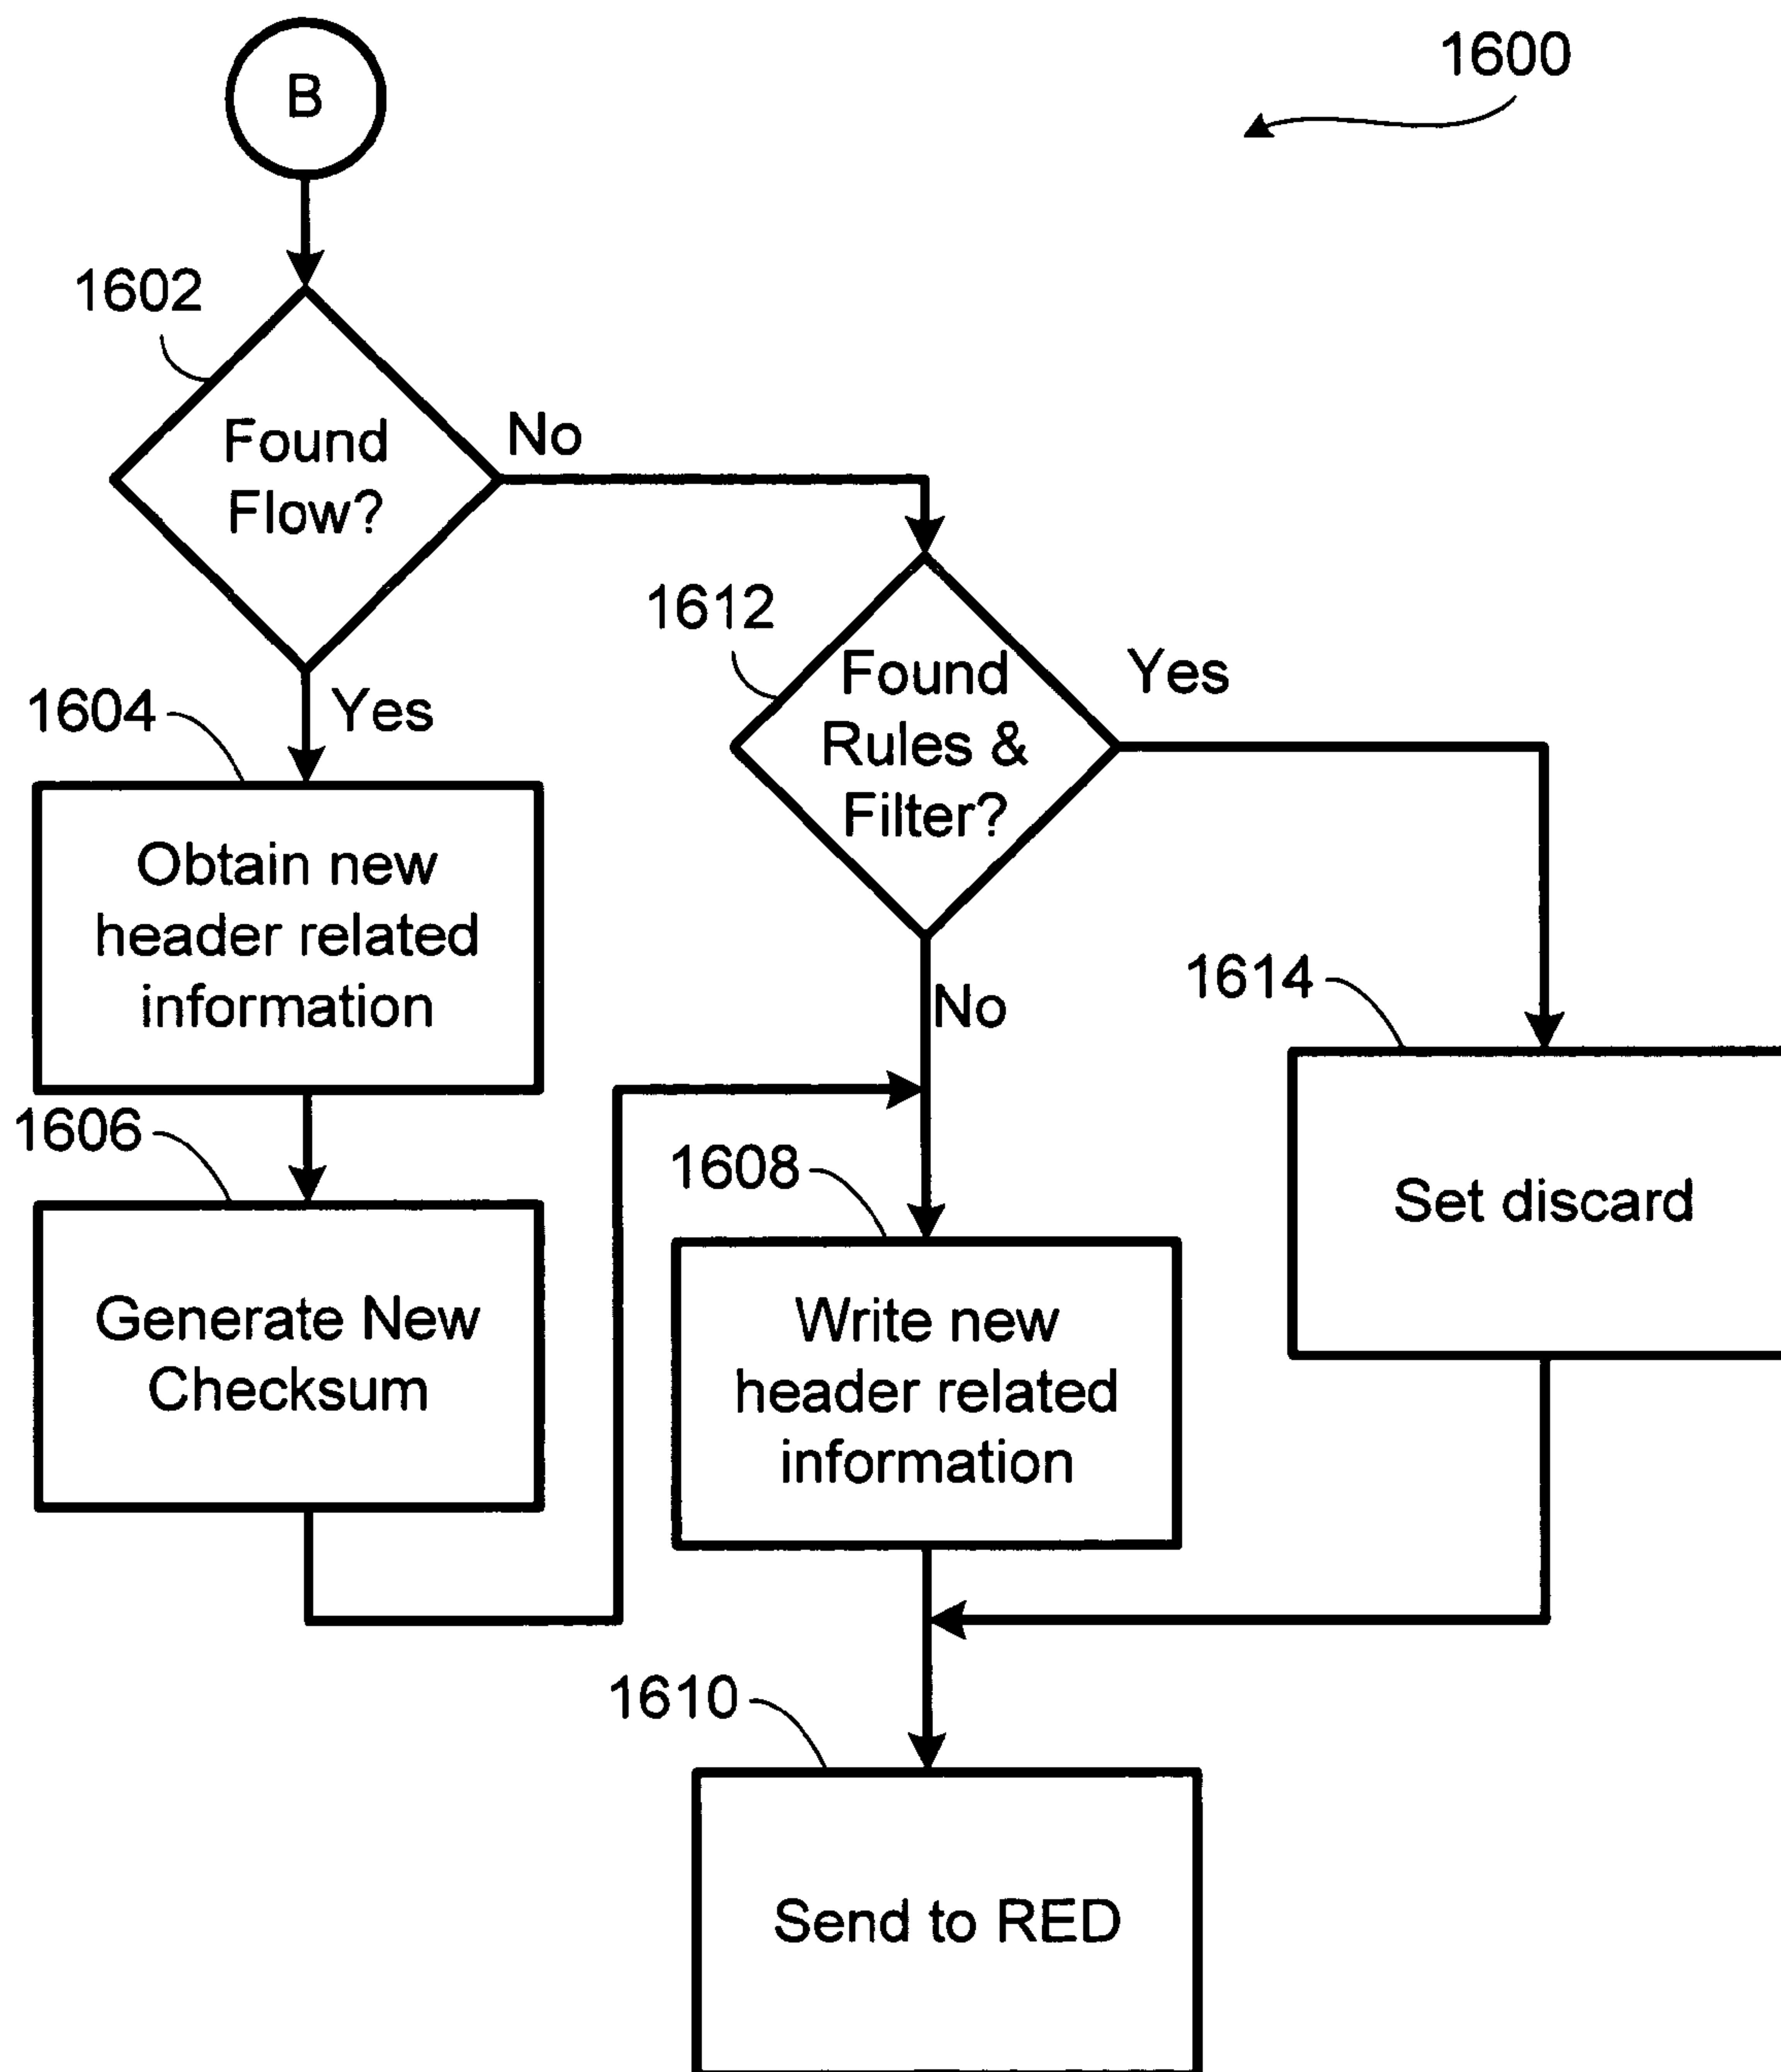 B
1600
1602
Found
Flow?
No
Yes
1612
Found
Rules &
Filter?
Yes
No
1604
Obtain new
header related
information
1606
Generate New
Checksum
1608
Write new
header related
information
1614
Set discard
1610
Send to RED